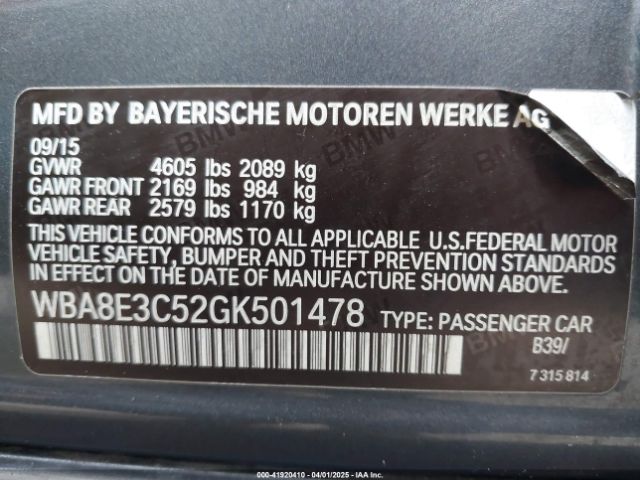 MFD BY BAYERISCHE MOTOREN WERKE AG
09/15
GVWR 4605 lbs 2089 kg
GAWR FRONT 2169 lbs 984 kg
GAWR REAR 2579 lbs 1170 kg
THIS VEHICLE CONFORMS TO ALL APPLICABLE U.S.FEDERAL MOTOR
VEHICLE SAFETY, BUMPER AND THEFT PREVENTION STANDARDS
IN EFFECT ON THE DATE OF MANUFACTURE SHOWN ABOVE.
WBA8E3C52GK501478 TYPE: PASSENGER CAR
B39/
7 315 814
000-41920410 - 04/01/2025 - IAA, Inc.